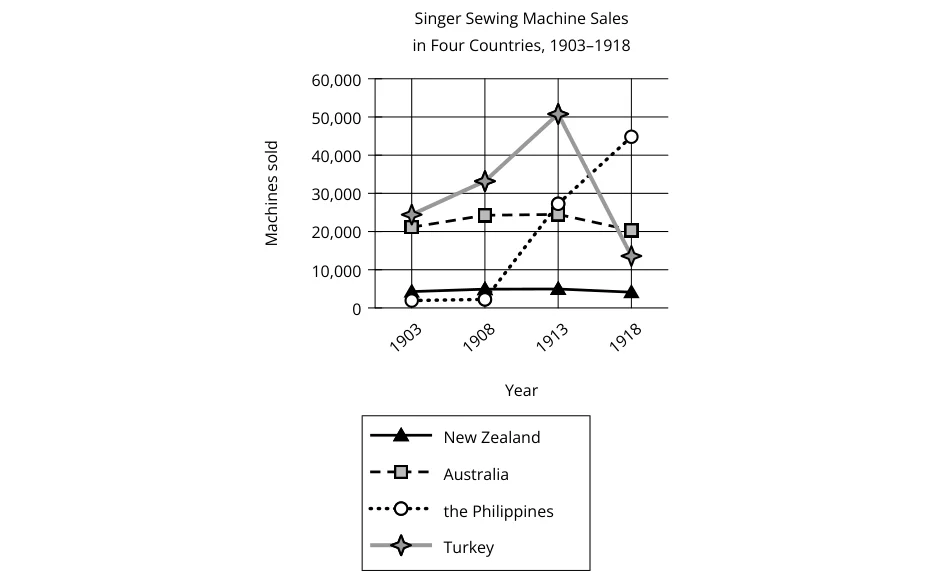 Singer Sewing Machine Sales
in Four Countries, 1903–1918
Machines sold
60,000
50,000
40,000
30,000
20,000
10,000
0
1903
1908
1913
1918
Year
New Zealand
Australia
the Philippines
Turkey